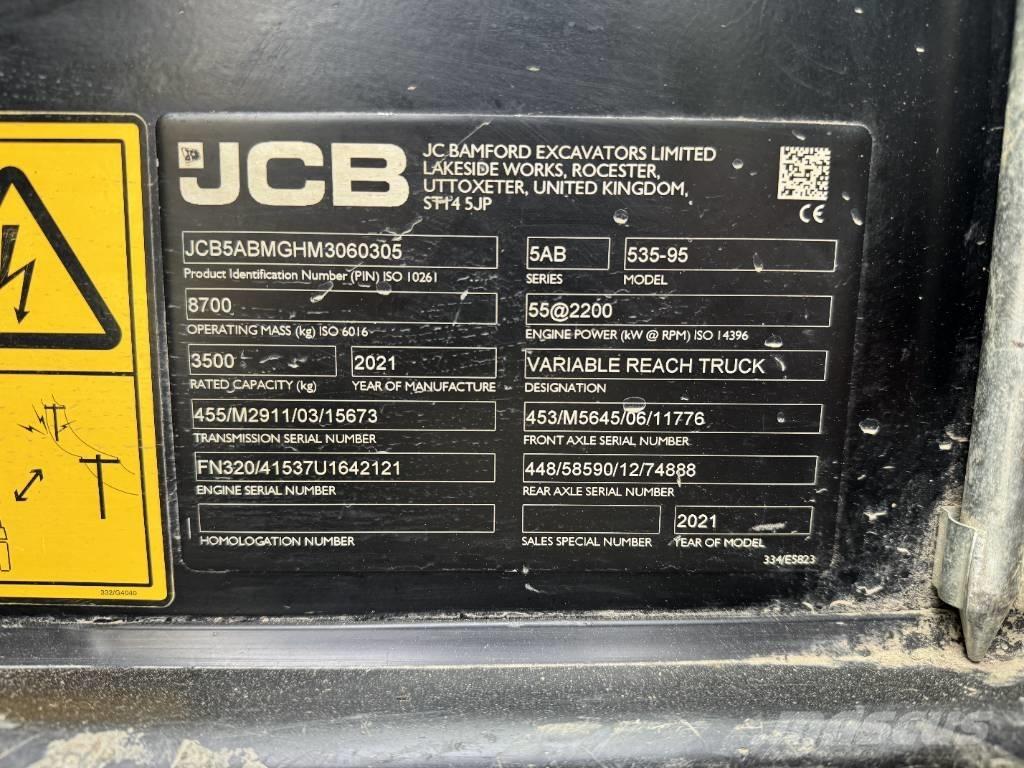 JCB
JC BAMFORD EXCAVATORS LIMITED
LAKESIDE WORKS, ROCESTER,
UTTOXETER, UNITED KINGDOM,
ST14 5JP
CE
JCB5ABMGHM3060305
Product Identification Number (PIN) ISO 10261
5AB
SERIES
535-95
MODEL
8700
OPERATING MASS (kg) ISO 6016
55@2200
ENGINE POWER (kW @ RPM) ISO 14396
3500
RATED CAPACITY (kg)
2021
YEAR OF MANUFACTURE
VARIABLE REACH TRUCK
DESIGNATION
455/M2911/03/15673
TRANSMISSION SERIAL NUMBER
453/M5645/06/11776
FRONT AXLE SERIAL NUMBER
FN320/41537U1642121
ENGINE SERIAL NUMBER
448/58590/12/74888
REAR AXLE SERIAL NUMBER
HOMOLOGATION NUMBER
SALES SPECIAL NUMBER
2021
YEAR OF MODEL
334/E5823
332/G4040
MASCUS